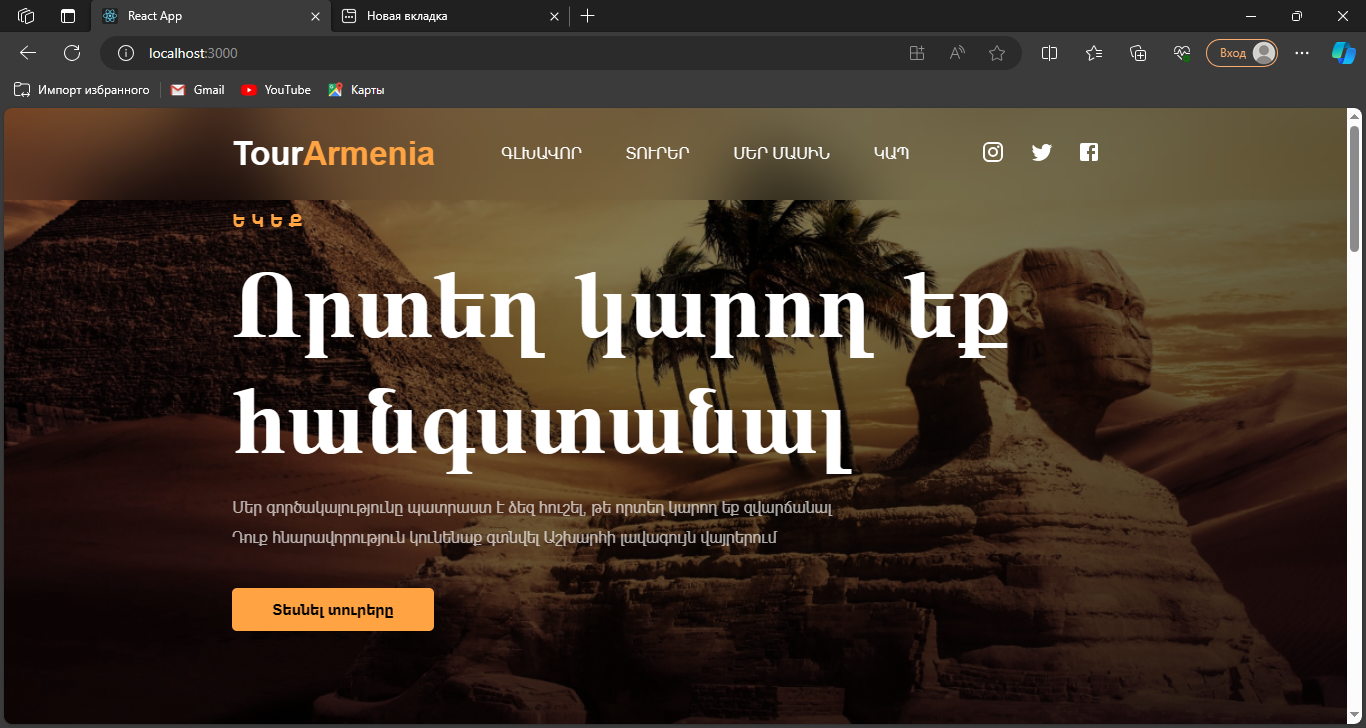 React App
Новая вкладка
localhost:3000
Вход
Импорт избранного
Gmail
YouTube
Карты
TourArmenia
ԳԼԽԱՎՈՐ
ՏՈՒՐԵՐ
ՄԵՐ ՄԱՍԻՆ
ԿԱՊ
ԵԿԵՔ
Որտեղ կարող եք
հանգստանալ
Մեր գործակալությունը պատրաստ է ձեզ հուշել, թե որտեղ կարող եք զվարճանալ
Դուք հնարավորություն կունենաք գտնվել Աշխարհի լավագույն վայրերում
Տեսնել տուրերը